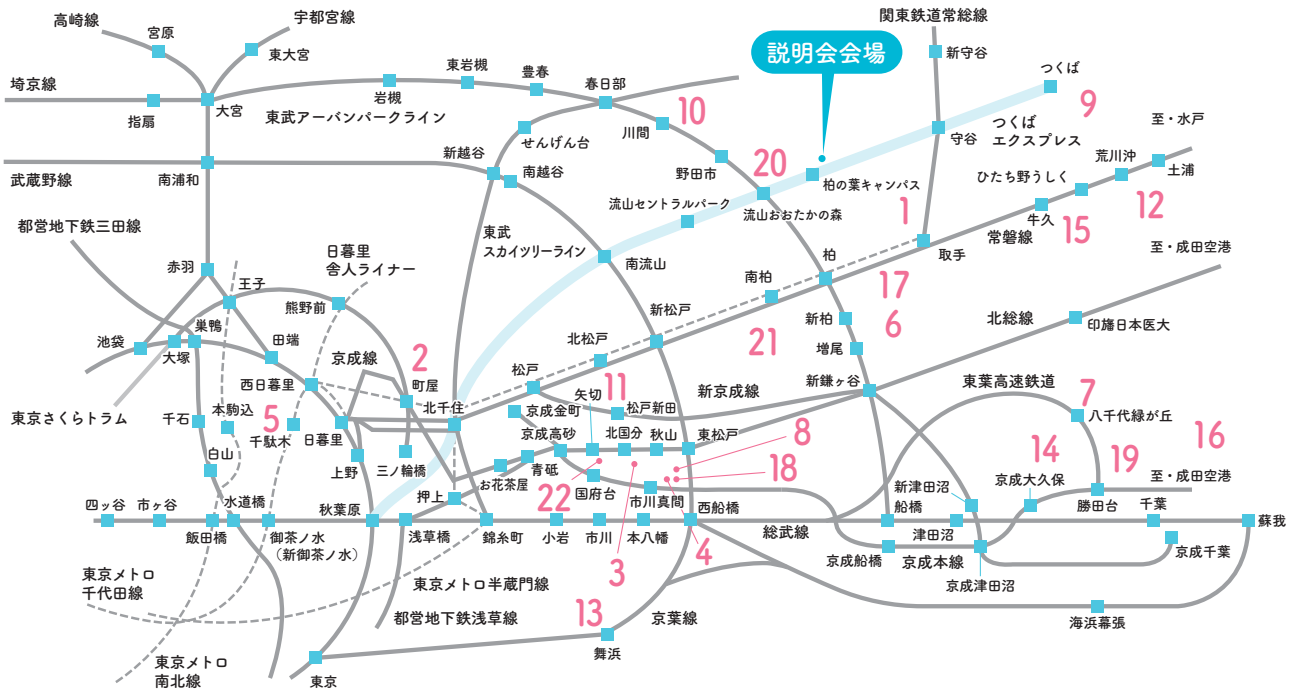 高崎線
宇都宮線
関東鉄道常総線
宮原
東大宮
新守谷
説明会会場
つくば
埼京線
指扇
大宮
岩槻
東岩槻
豊春
春日部
東武アーバンパークライン
10
川間
せんげん台
9
つくば
エクスプレス
守谷
至・水戸
武蔵野線
南浦和
新越谷
南越谷
野田市
20
柏の葉キャンパス
荒川沖
ひたち野うしく
土浦
都営地下鉄三田線
流山セントラルパーク
流山おおたかの森
1
牛久
15
12
常磐線
取手
至・成田空港
日暮里
舎人ライナー
東武
スカイツリーライン
赤羽
王子
熊野前
南流山
柏
南柏
17
新柏
6
北総線
印旛日本医大
巣鴨
池袋
大塚
田端
京成線
2
町屋
北松戸
新松戸
21
増尾
西日暮里
松戸
新鎌ヶ谷
東葉高速鉄道
東京さくらトラム
千石
本駒込
5
千駄木
日暮里
北千住
京成金町
矢切
11
松戸新田
新京成線
7
八千代緑が丘
白山
上野
三ノ輪橋
京成高砂
北国分
秋山
東松戸
8
14
16
お花茶屋
青砥
国府台
22
18
市川真間
京成大久保
19
至・成田空港
四ッ谷
市ヶ谷
水道橋
秋葉原
押上
西船橋
新津田沼
勝田台
飯田橋
御茶ノ水
(新御茶ノ水)
浅草橋
錦糸町
小岩
市川
本八幡
総武線
船橋
津田沼
千葉
蘇我
3
4
京成船橋
京成本線
京成津田沼
京成千葉
東京メトロ
千代田線
東京メトロ半蔵門線
都営地下鉄浅草線
13
舞浜
京葉線
海浜幕張
東京メトロ
南北線
東京